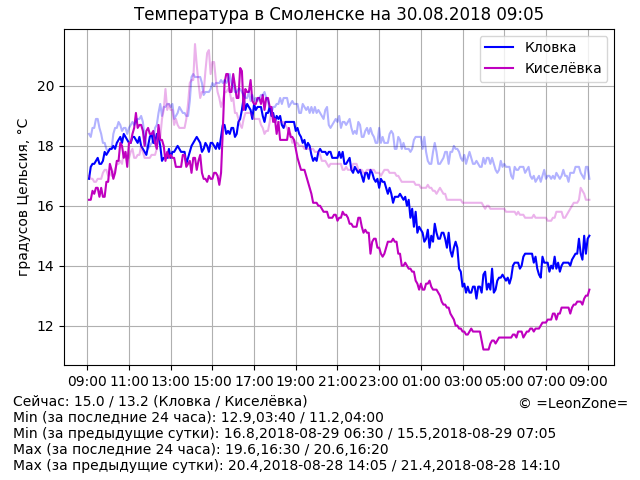 Температура в Смоленске на 30.08.2018 09:05
Кловка
Киселёвка
градусов Цельсия, °C
20
18
16
14
12
09:00 11:00 13:00 15:00 17:00 19:00 21:00 23:00 01:00 03:00 05:00 07:00 09:00
Сейчас: 15.0 / 13.2 (Кловка / Киселёвка)
© =LeonZone=
Min (за последние 24 часа): 12.9,03:40 / 11.2,04:00
Min (за предыдущие сутки): 16.8,2018-08-29 06:30 / 15.5,2018-08-29 07:05
Max (за последние 24 часа): 19.6,16:30 / 20.6,16:20
Max (за предыдущие сутки): 20.4,2018-08-28 14:05 / 21.4,2018-08-28 14:10